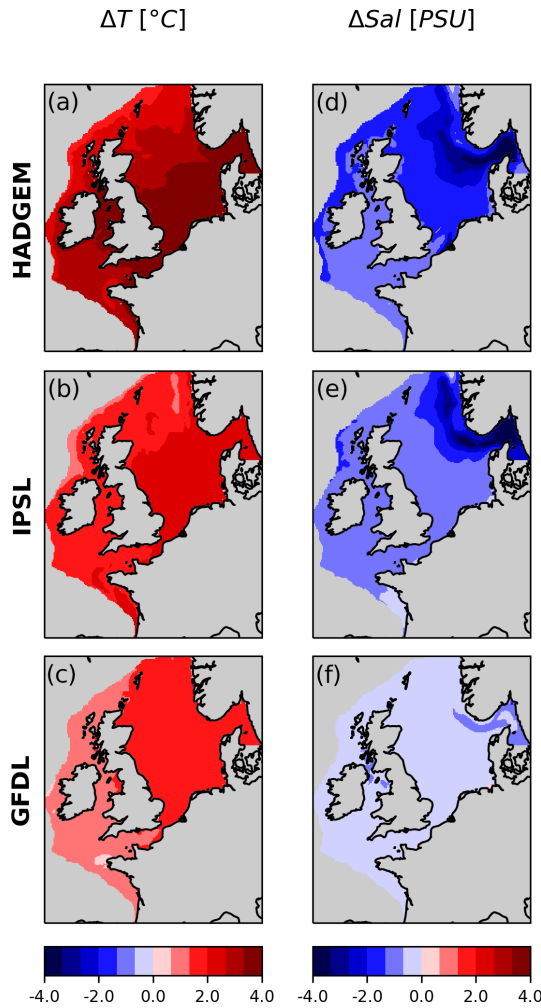 ΔT [°C] ΔSal [PSU]
HADGEM
(a) (d)
IPSL
(b) (e)
GFDL
(c) (f)
-4.0 -2.0 0.0 2.0 4.0 -4.0 -2.0 0.0 2.0 4.0